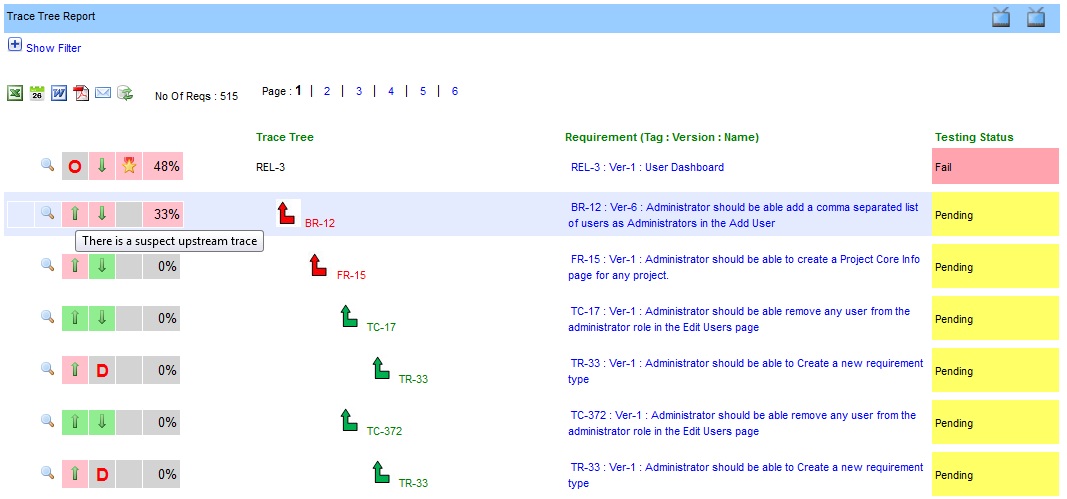 Trace Tree Report
Show Filter
26
No Of Reqs : 515 Page : 1 | 2 | 3 | 4 | 5 | 6
Trace Tree Requirement (Tag : Version : Name) Testing Status
O 48% REL-3 REL-3 : Ver-1 : User Dashboard Fail
33% BR-12 BR-12 : Ver-6 : Administrator should be able add a comma separated list
of users as Administrators in the Add User Pending
There is a suspect upstream trace
0% FR-15 FR-15 : Ver-1 : Administrator should be able to create a Project Core Info
page for any project. Pending
0% TC-17 TC-17 : Ver-1 : Administrator should be able remove any user from the
administrator role in the Edit Users page Pending
D 0% TR-33 TR-33 : Ver-1 : Administrator should be able to Create a new requirement
type Pending
0% TC-372 TC-372 : Ver-1 : Administrator should be able remove any user from the
administrator role in the Edit Users page Pending
D 0% TR-33 TR-33 : Ver-1 : Administrator should be able to Create a new requirement
type Pending